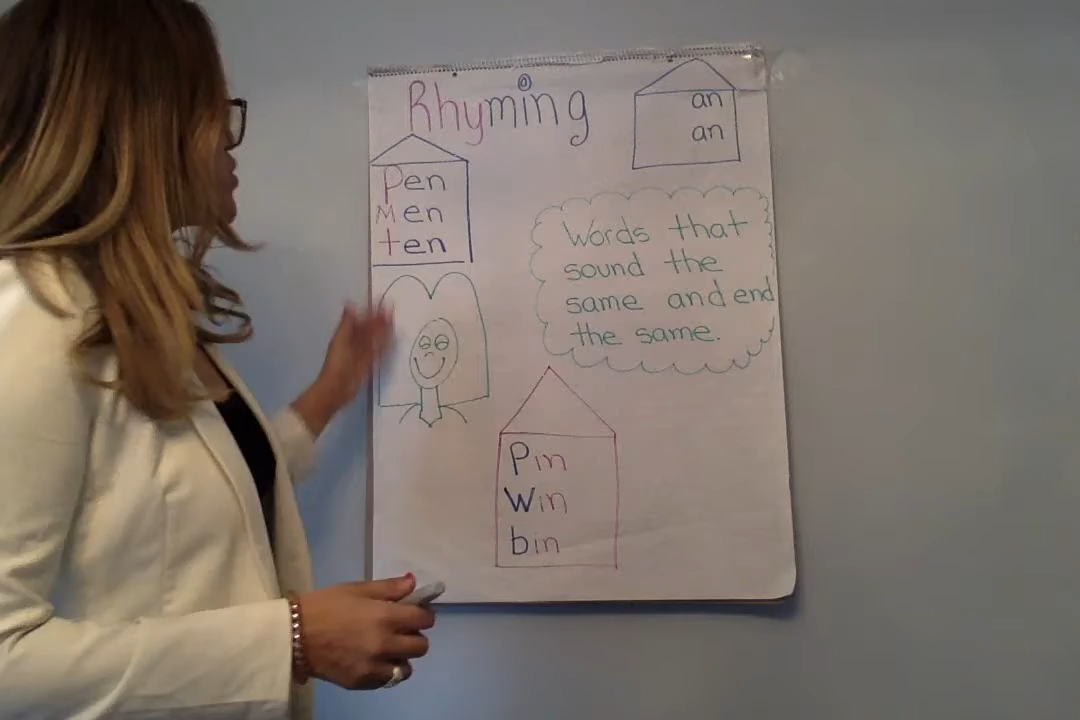 Rhyming
an
an
Pen
Men
ten
Words that
sound the
same and end
the same.
Pin
Win
bin